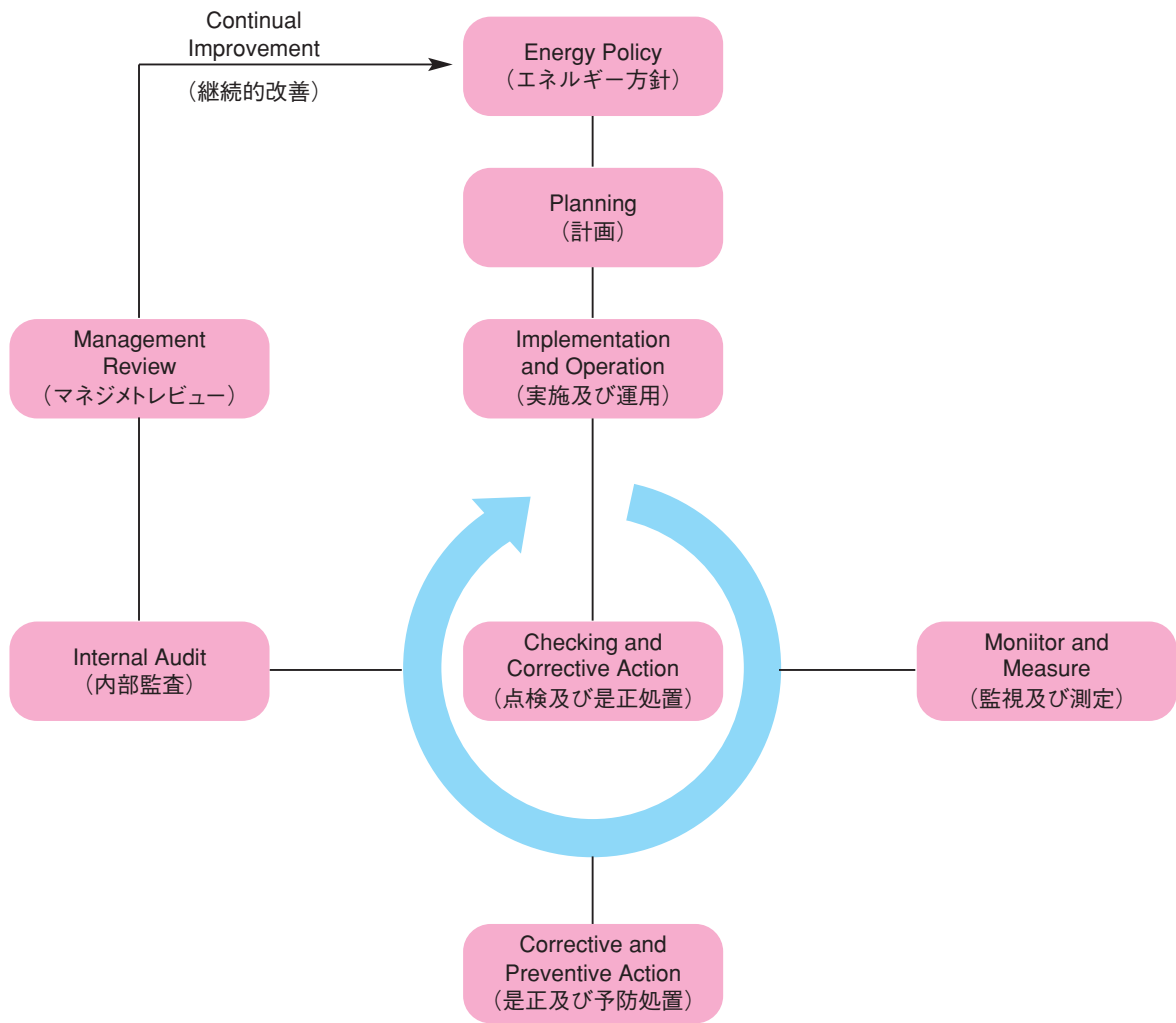 Continual
Improvement
（継続的改善）
Energy Policy
（エネルギー方針）
Planning
（計画）
Management
Review
（マネジメトレビュー）
Implementation
and Operation
（実施及び運用）
Internal Audit
（内部監査）
Checking and
Corrective Action
（点検及び是正処置）
Moniitor and
Measure
（監視及び測定）
Corrective and
Preventive Action
（是正及び予防処置）